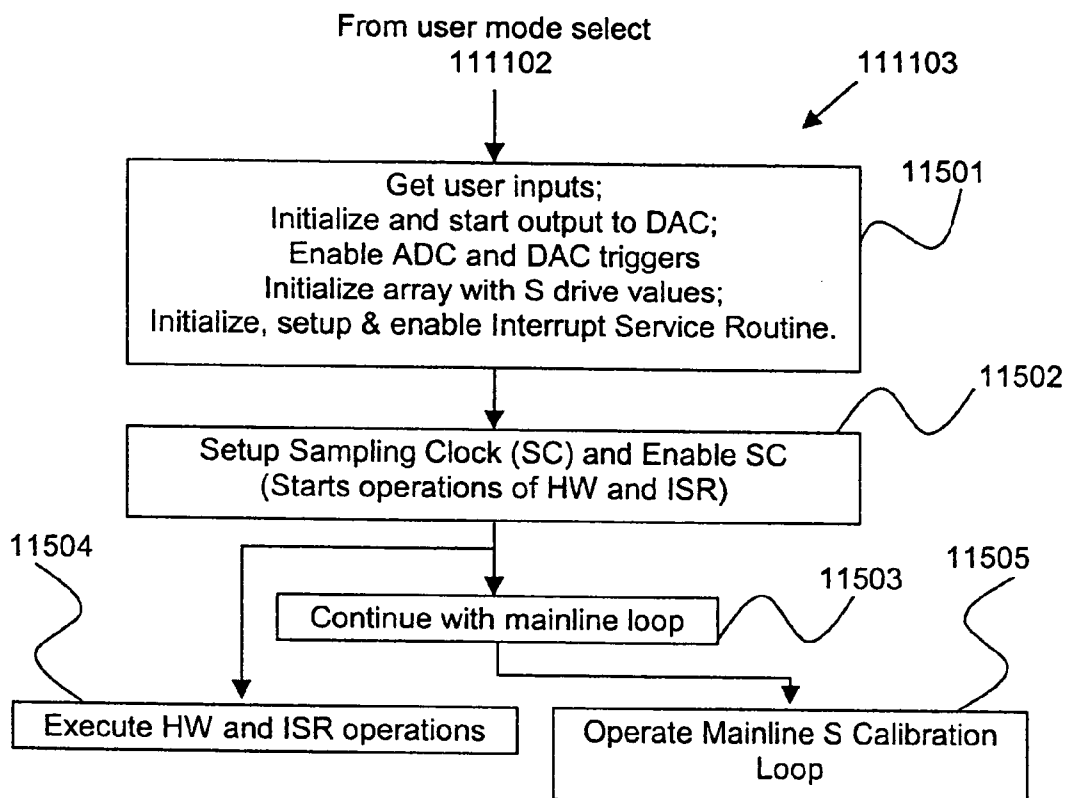 From user mode select
111102
111103
11501
Get user inputs;
Initialize and start output to DAC;
Enable ADC and DAC triggers
Initialize array with S drive values;
Initialize, setup & enable Interrupt Service Routine.
11502
Setup Sampling Clock (SC) and Enable SC
(Starts operations of HW and ISR)
11504
11503
11505
Continue with mainline loop
Execute HW and ISR operations
Operate Mainline S Calibration
Loop